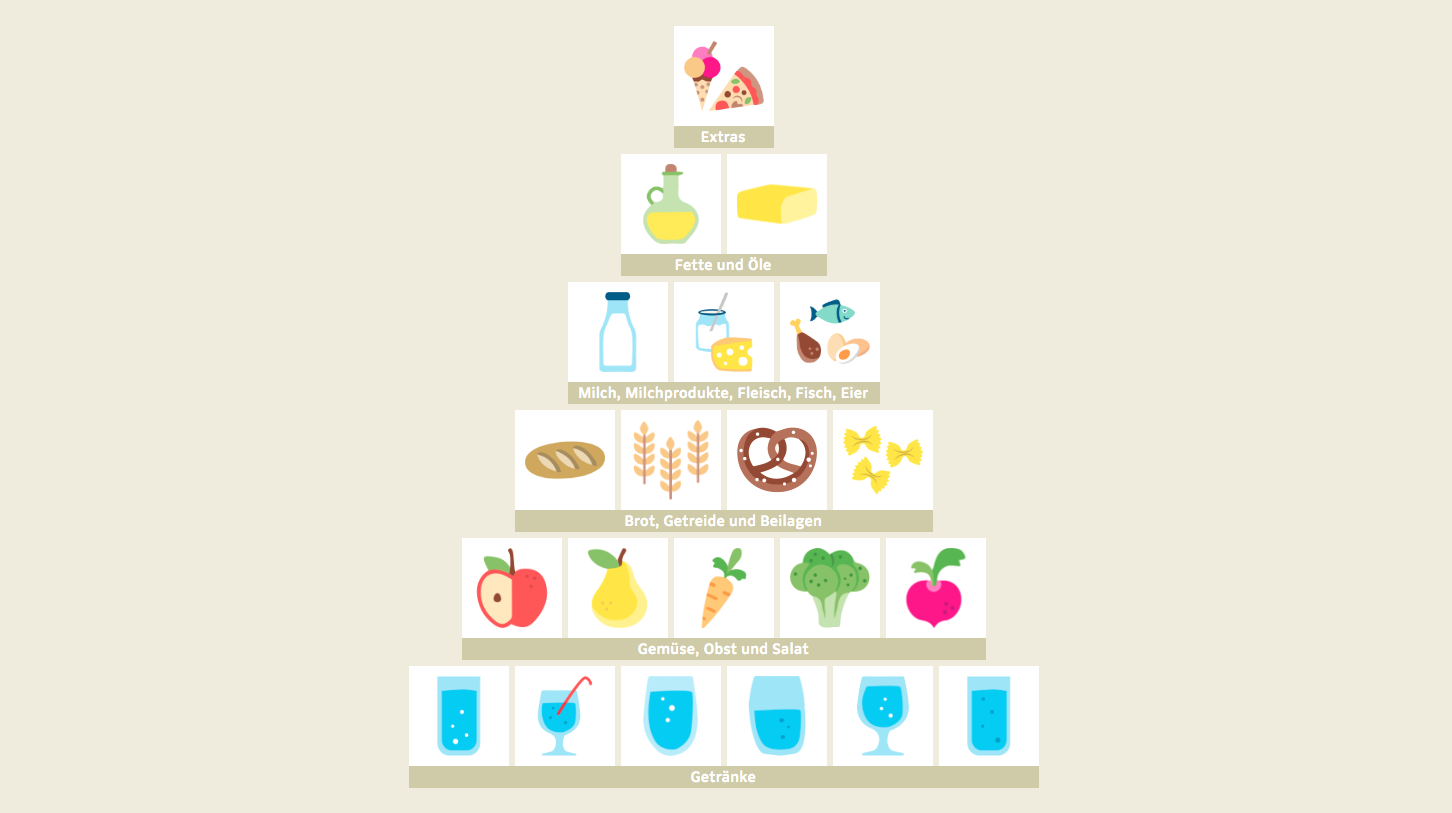 Extras
Fette und Öle
Milch, Milchprodukte, Fleisch, Fisch, Eier
Brot, Getreide und Beilagen
Gemüse, Obst und Salat
Getränke